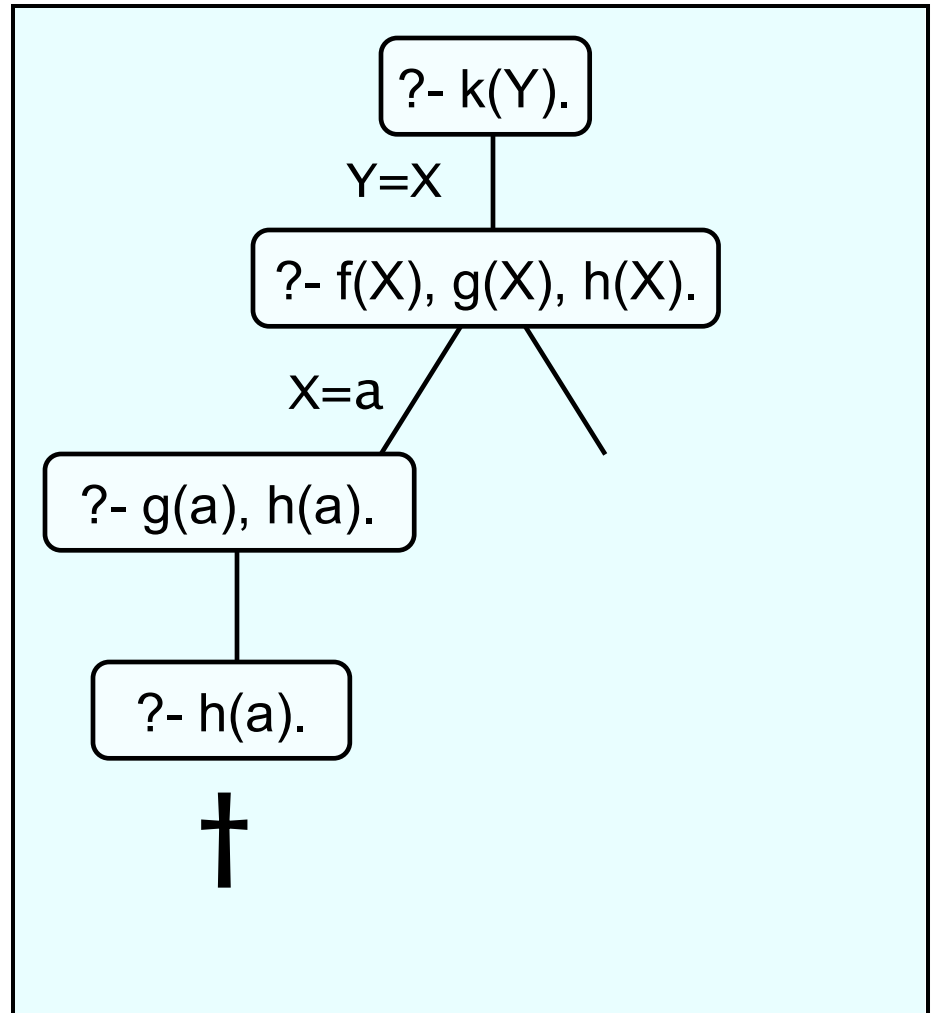 ?- k(Y).
Y=X
?- f(X), g(X), h(X).
X=a
?- g(a), h(a).
?- h(a).
†